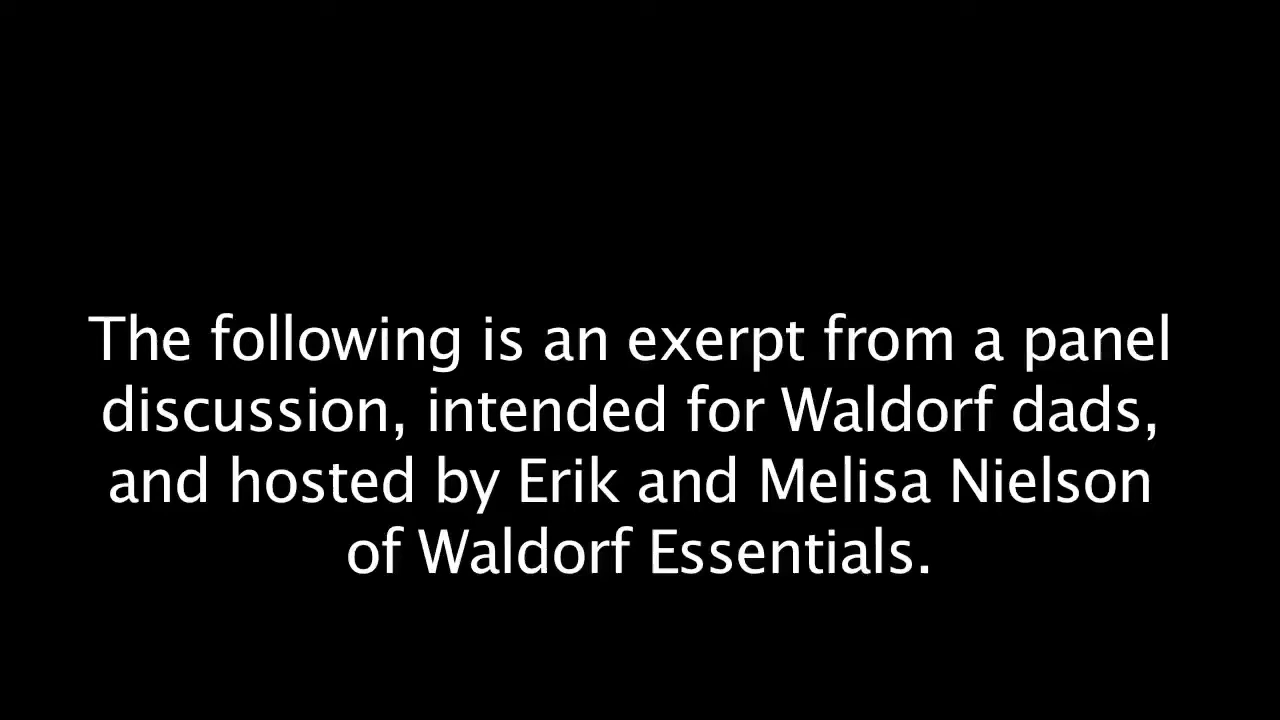 The following is an exerpt from a panel
discussion, intended for Waldorf dads,
and hosted by Erik and Melisa Nielson
of Waldorf Essentials.